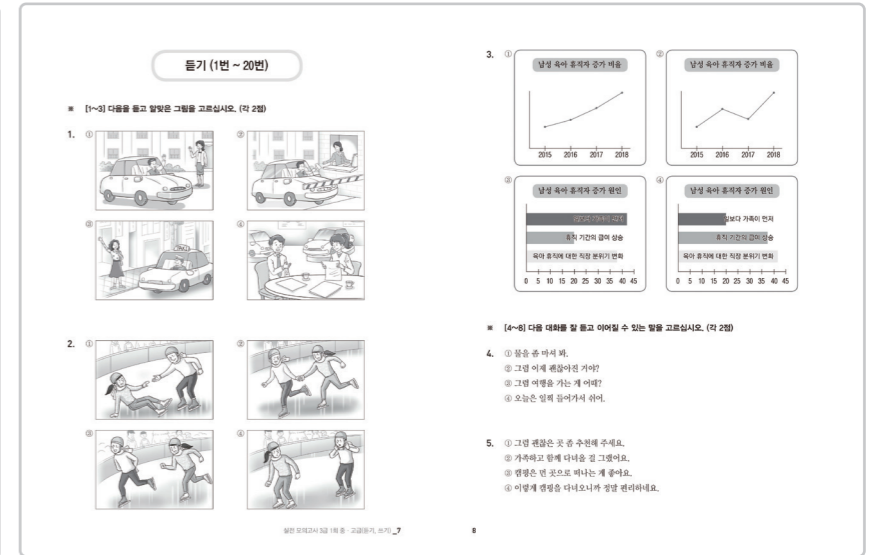 듣기 (1번 ~ 20번)
※ [1~3] 다음을 듣고 알맞은 그림을 고르십시오. (각 2점)
1. ① ②
③ ④
2. ① ②
③ ④
실전 모의고사 5급 1회 중·고급(듣기, 쓰기) _7
3. ① ②
남성 육아 휴직자 증가 비율
2015 2016 2017 2018
남성 육아 휴직자 증가 비율
2015 2016 2017 2018
③ ④
남성 육아 휴직자 증가 원인
휴직 기간의 급여 상승
육아 휴직에 대한 직장 분위기 변화
0 5 10 15 20 25 30 35 40 45
남성 육아 휴직자 증가 원인
일보다 가족이 먼저
휴직 기간의 급여 상승
육아 휴직에 대한 직장 분위기 변화
0 5 10 15 20 25 30 35 40 45
※ [4~8] 다음 대화를 잘 듣고 이어질 수 있는 말을 고르십시오. (각 2점)
4. ① 물을 좀 마셔 봐.
② 그럼 이제 괜찮아진 거야?
③ 그럼 여행을 가는 게 어때?
④ 오늘은 일찍 들어가서 쉬어.
5. ① 그럼 괜찮은 곳 좀 추천해 주세요.
② 가족하고 함께 다녀올 걸 그랬어요.
③ 캠핑은 먼 곳으로 떠나는 게 좋아요.
④ 이렇게 캠핑을 다녀오니까 정말 편리하네요.
8